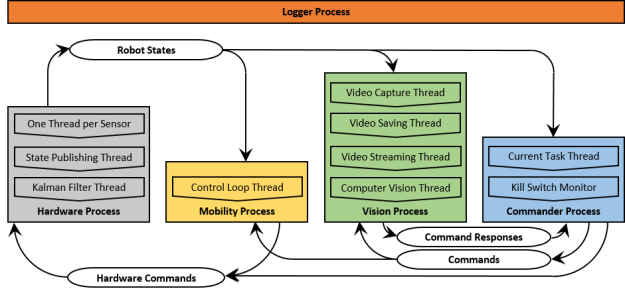 Logger Process
Robot States
One Thread per Sensor
State Publishing Thread
Kalman Filter Thread
Hardware Process
Control Loop Thread
Mobility Process
Video Capture Thread
Video Saving Thread
Video Streaming Thread
Computer Vision Thread
Vision Process
Current Task Thread
Kill Switch Monitor
Commander Process
Command Responses
Commands
Hardware Commands